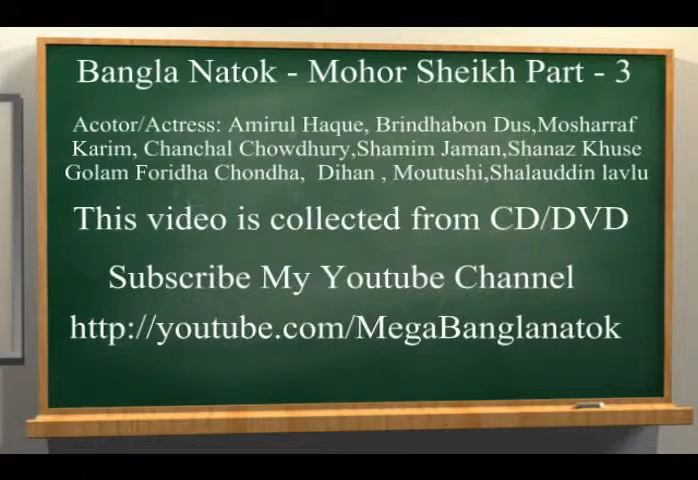 Bangla Natok - Mohor Sheikh Part - 3
Acotor/Actress: Amirul Haque, Brindhabon Dus,Mosharraf
Karim, Chanchal Chowdhury,Shamim Jaman,Shanaz Khuse
Golam Foridha Chondha, Dihan , Moutushi,Shalauddin lavlu
This video is collected from CD/DVD
Subscribe My Youtube Channel
http://youtube.com/MegaBanglanatok